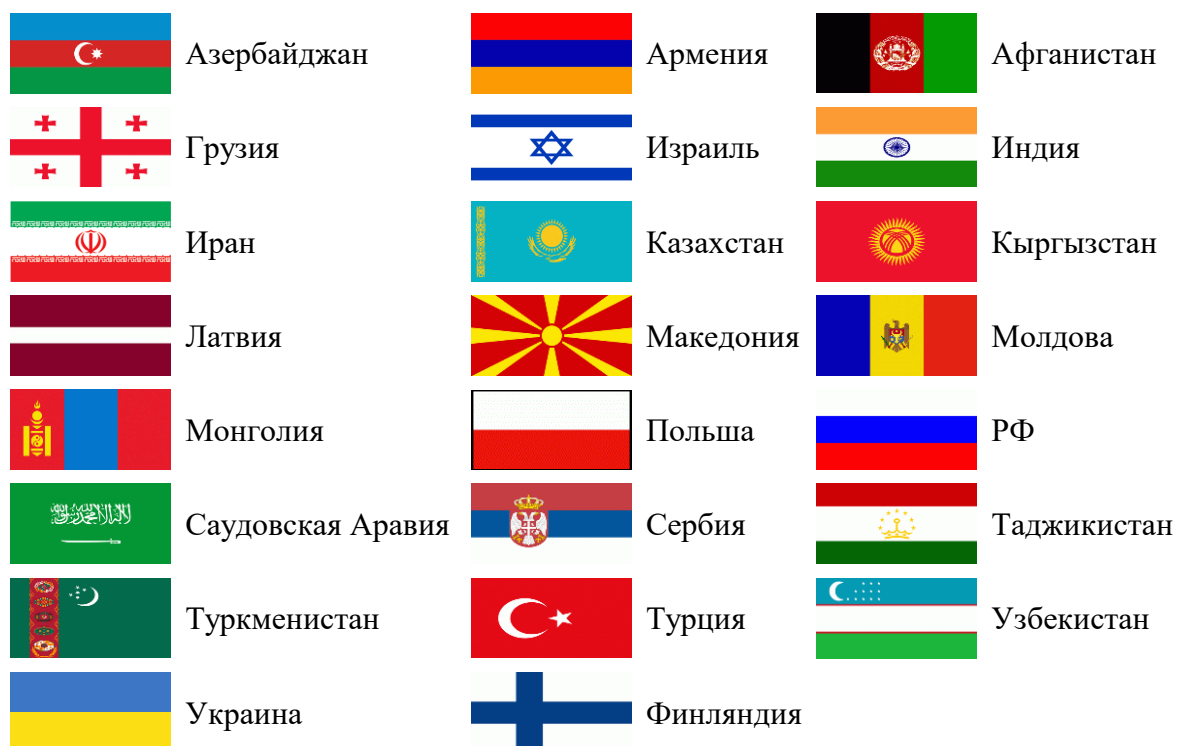 Азербайджан
Армения
Афганистан
Грузия
Израиль
Индия
Иран
Казахстан
Кыргызстан
Латвия
Македония
Молдова
Монголия
Польша
РФ
Саудовская Аравия
Сербия
Таджикистан
Туркменистан
Турция
Узбекистан
Украина
Финляндия